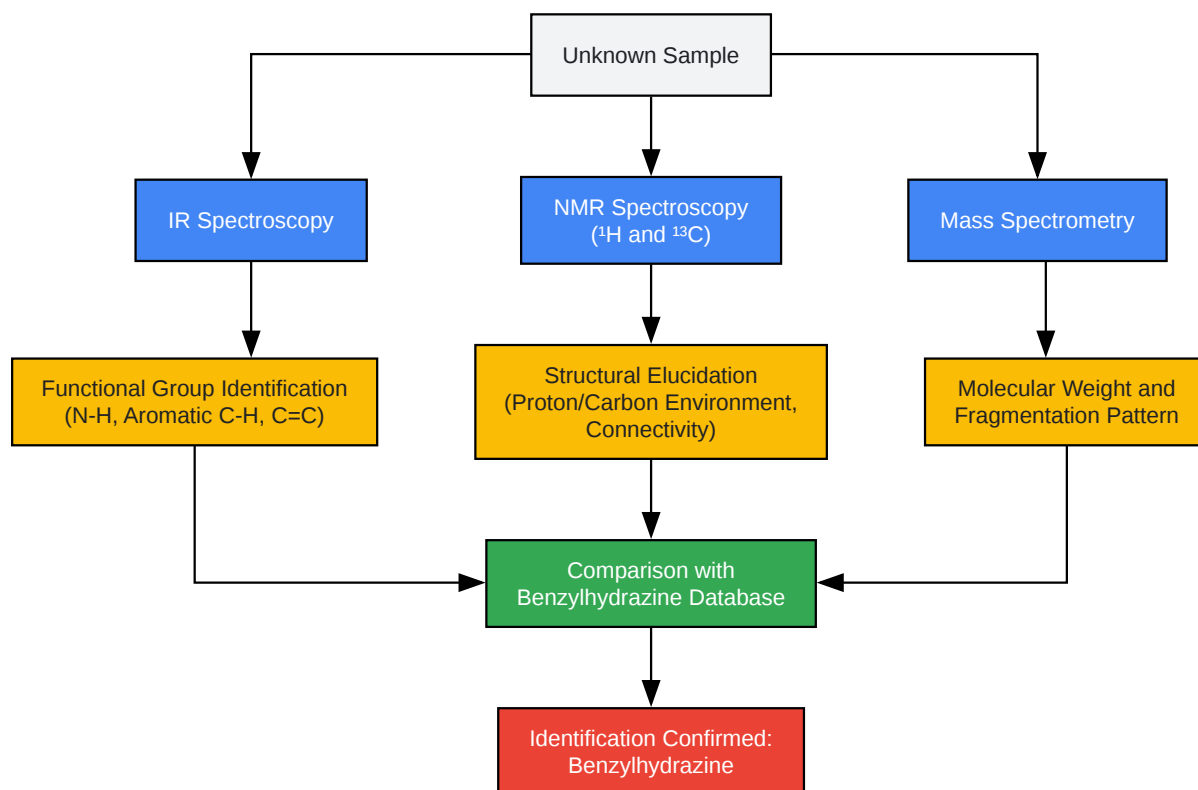 Unknown Sample
IR Spectroscopy
NMR Spectroscopy
(¹H and ¹³C)
Mass Spectrometry
Functional Group Identification
(N-H, Aromatic C-H, C=C)
Structural Elucidation
(Proton/Carbon Environment,
Connectivity)
Molecular Weight and
Fragmentation Pattern
Comparison with
Benzylhydrazine Database
Identification Confirmed:
Benzylhydrazine